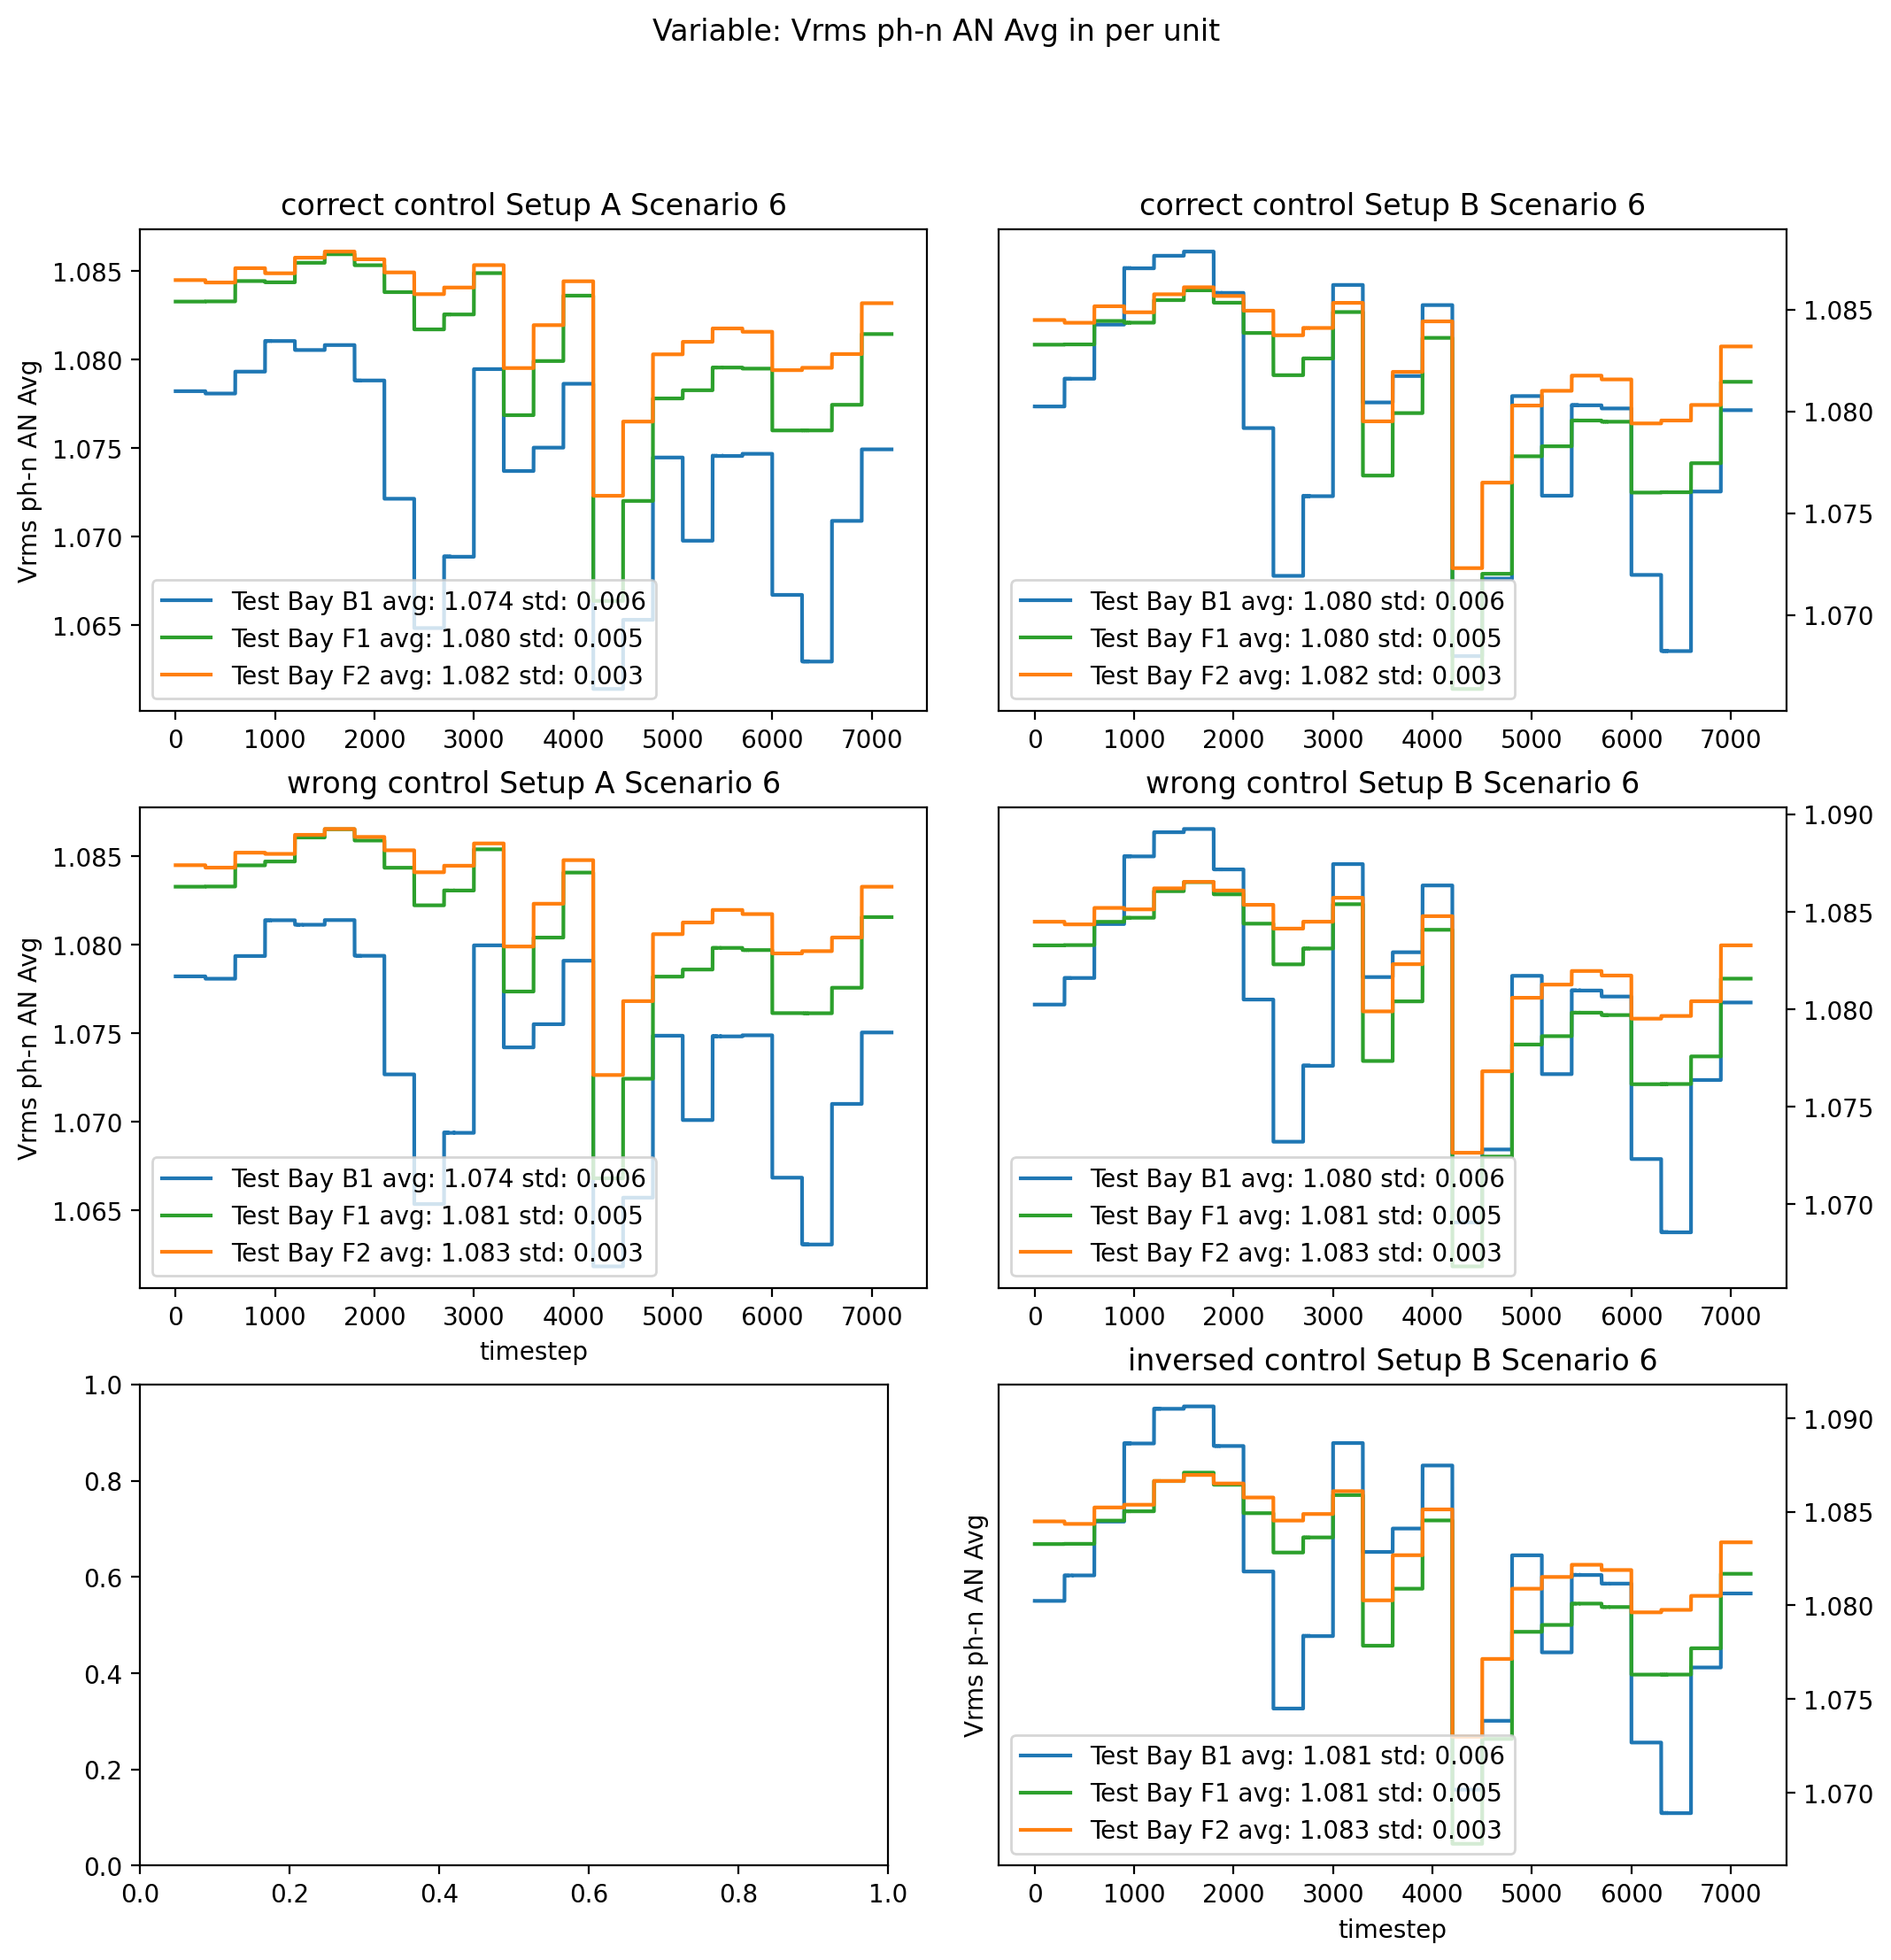 Variable: Vrms ph-n AN Avg in per unit
correct control Setup A Scenario 6
Vrms ph-n AN Avg
1.085
1.080
1.075
1.070
1.065
Test Bay B1 avg: 1.074 std: 0.006
Test Bay F1 avg: 1.080 std: 0.005
Test Bay F2 avg: 1.082 std: 0.003
0 1000 2000 3000 4000 5000 6000 7000
correct control Setup B Scenario 6
1.085
1.080
1.075
1.070
Test Bay B1 avg: 1.080 std: 0.006
Test Bay F1 avg: 1.080 std: 0.005
Test Bay F2 avg: 1.082 std: 0.003
0 1000 2000 3000 4000 5000 6000 7000
wrong control Setup A Scenario 6
Vrms ph-n AN Avg
1.085
1.080
1.075
1.070
1.065
Test Bay B1 avg: 1.074 std: 0.006
Test Bay F1 avg: 1.081 std: 0.005
Test Bay F2 avg: 1.083 std: 0.003
0 1000 2000 3000 4000 5000 6000 7000
timestep
wrong control Setup B Scenario 6
1.090
1.085
1.080
1.075
1.070
Test Bay B1 avg: 1.080 std: 0.006
Test Bay F1 avg: 1.081 std: 0.005
Test Bay F2 avg: 1.083 std: 0.003
0 1000 2000 3000 4000 5000 6000 7000
1.0
0.8
0.6
0.4
0.2
0.0
0.0 0.2 0.4 0.6 0.8 1.0
inversed control Setup B Scenario 6
Vrms ph-n AN Avg
1.090
1.085
1.080
1.075
1.070
Test Bay B1 avg: 1.081 std: 0.006
Test Bay F1 avg: 1.081 std: 0.005
Test Bay F2 avg: 1.083 std: 0.003
0 1000 2000 3000 4000 5000 6000 7000
timestep